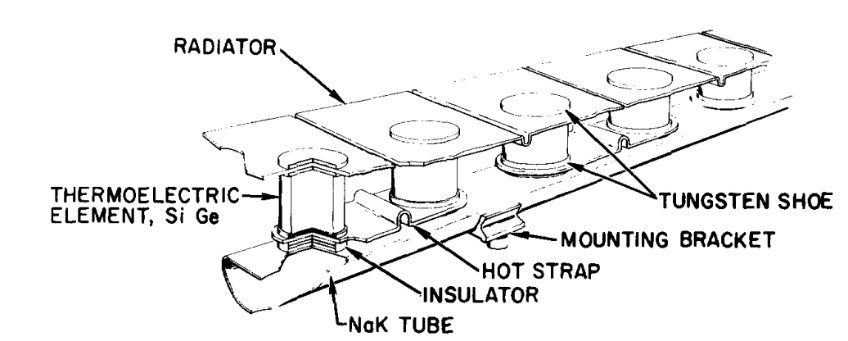 RADIATOR
THERMOELECTRIC
ELEMENT, Si Ge
TUNGSTEN SHOE
MOUNTING BRACKET
HOT STRAP
INSULATOR
NaK TUBE